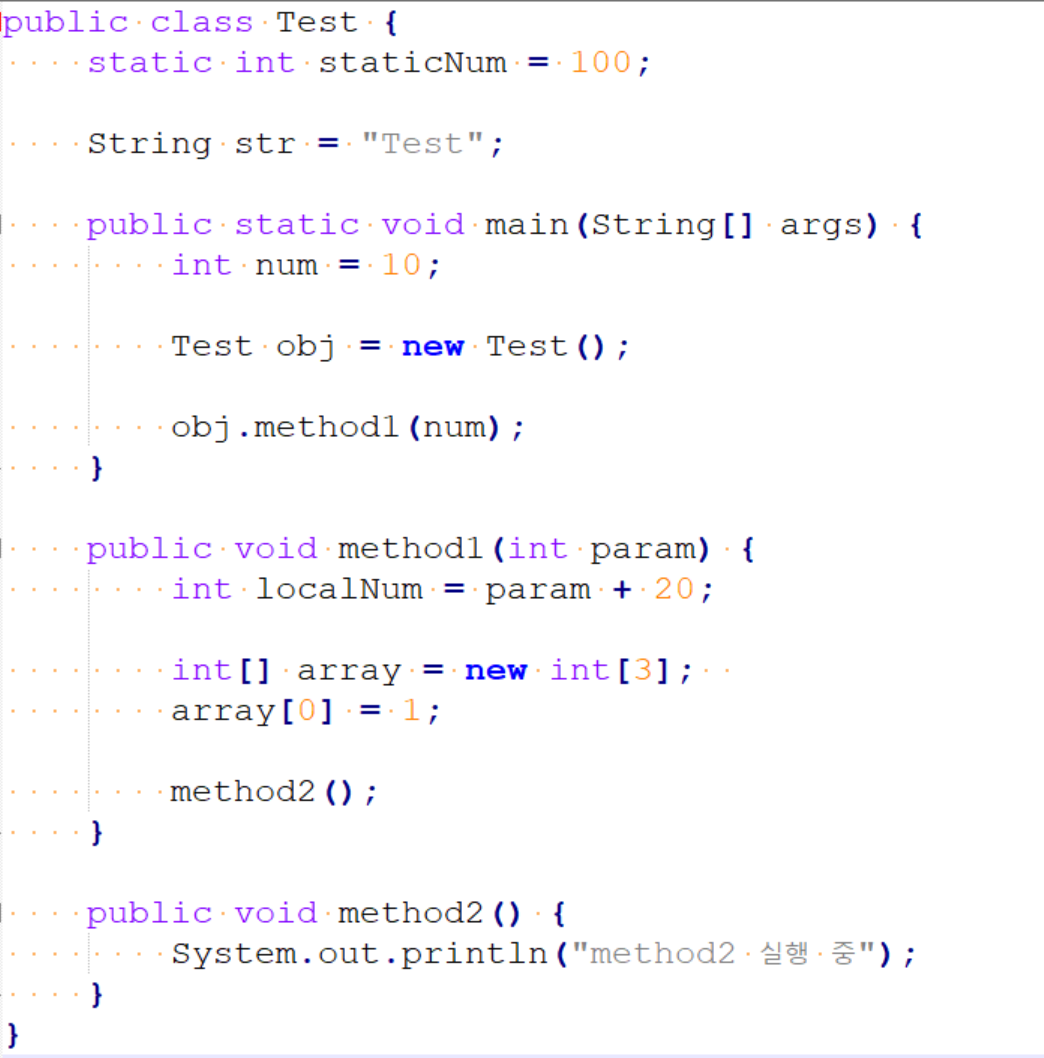 public class Test {
    static int staticNum = 100;

    String str = "Test";

    public static void main(String[] args) {
        int num = 10;

        Test obj = new Test();

        obj.method1(num);
    }

    public void method1(int param) {
        int localNum = param + 20;

        int[] array = new int[3];
        array[0] = 1;

        method2();
    }

    public void method2() {
        System.out.println("method2 실행 중");
    }
}